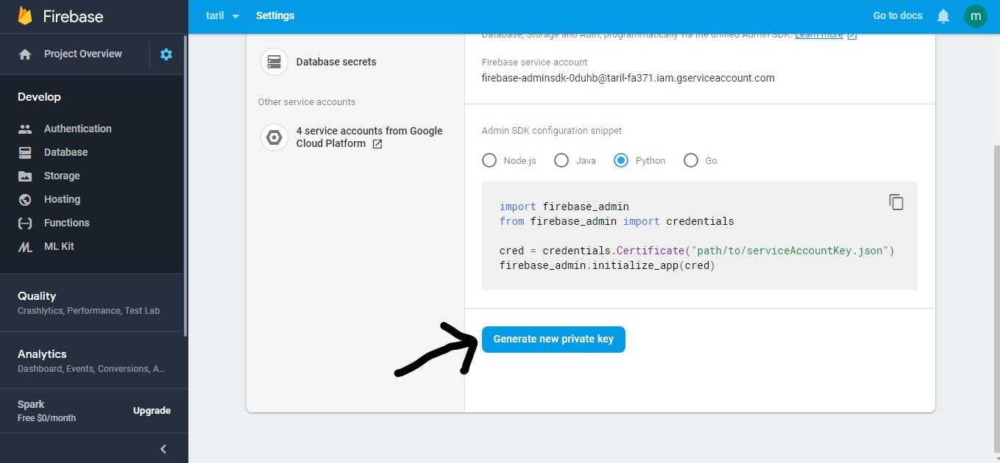 Firebase
taril
Settings
Go to docs
m
Project Overview
Develop
Authentication
Database
Storage
Hosting
Functions
ML Kit
Quality
Crashlytics, Performance, Test Lab
Analytics
Dashboard, Events, Conversions, A...
Spark
Free $0/month
Upgrade
Database secrets
Other service accounts
4 service accounts from Google
Cloud Platform
Database, Storage and Auth, programmatically via the unified Admin SDK. Learn more
Firebase service account
firebase-adminsdk-0duhb@taril-fa371.iam.gserviceaccount.com
Admin SDK configuration snippet
Node.js
Java
Python
Go
import firebase_admin
from firebase_admin import credentials
cred = credentials.Certificate("path/to/serviceAccountKey.json")
firebase_admin.initialize_app(cred)
Generate new private key